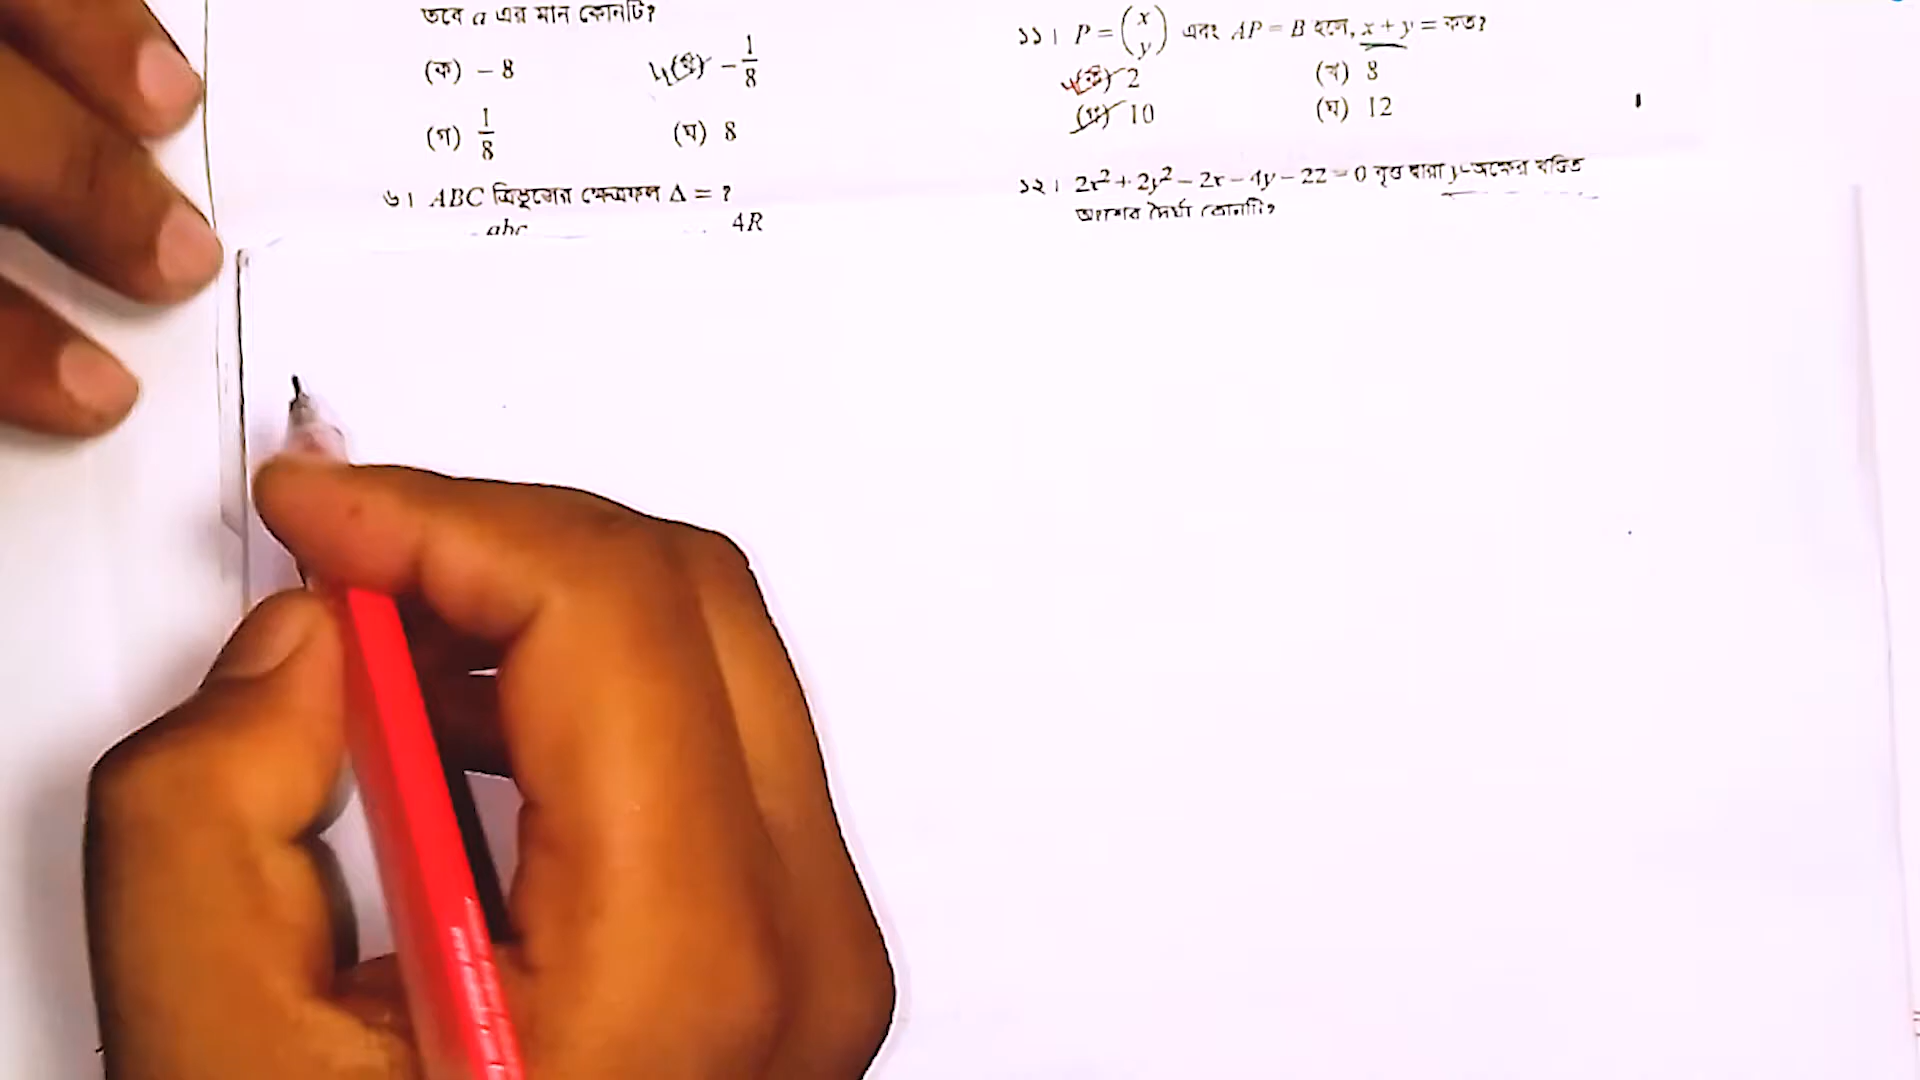 তবে a এর মান কোনটি?
(ক) – 8
(খ) – 1/8
(গ) 1/8
(ঘ) 8
৬। ABC ত্রিভুজের ক্ষেত্রফল Δ = ?
abc 4R
১১। P = (x y) এবং AP = B হলে, x + y = কত?
(ক) 2
(খ) 8
(গ) 10
(ঘ) 12
১২। 2x² + 2y² – 2x – 4y – 22 = 0 বৃত্ত দ্বারা y-অক্ষের খণ্ডিত
অংশের দৈর্ঘ্য কোনটি?